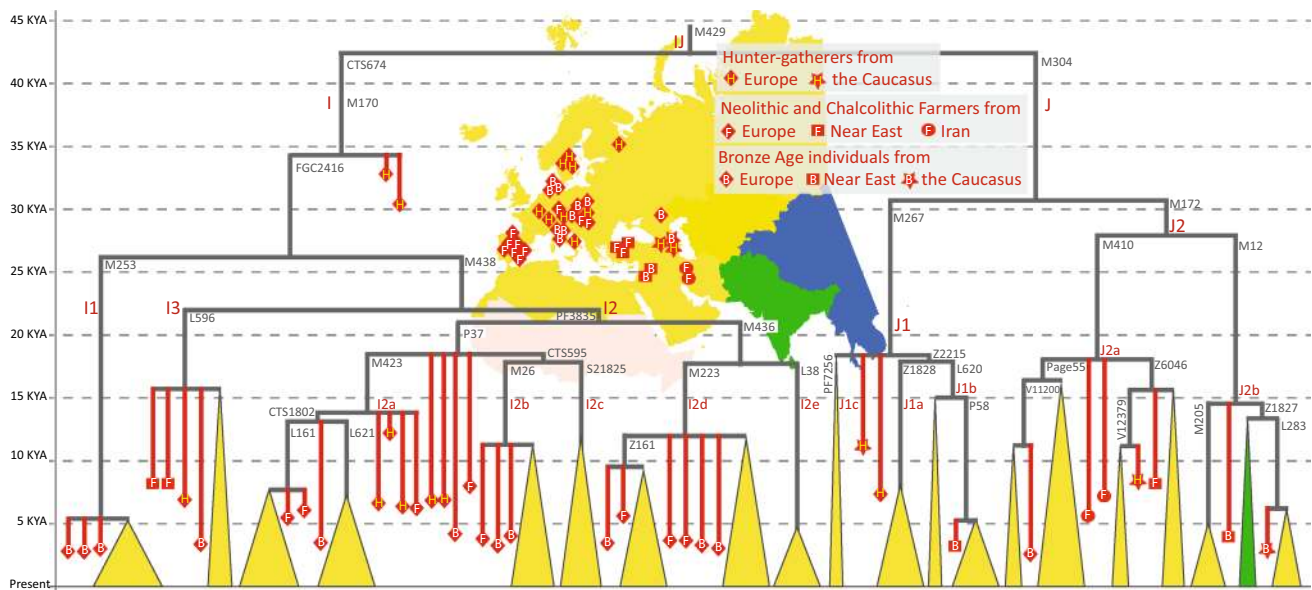 45 KYA
40 KYA
35 KYA
30 KYA
25 KYA
20 KYA
15 KYA
10 KYA
5 KYA
Present
IJ
M429
CTS674
M304
I
M170
J
Hunter-gatherers from
H Europe H the Caucasus
Neolithic and Chalcolithic Farmers from
F Europe F Near East F Iran
Bronze Age individuals from
B Europe B Near East B the Caucasus
FGC2416
M267
M172
J2
M410
M12
M253
M438
I1
I3
L596
I2
PF3835
P37
M436
J1
M423
CTS595
M26
S21825
M223
L38
PF7256
Z2215
Z1828
L620
J2a
Page55
Z6046
V11200
CTS1802
I2a
I2b
I2c
I2d
I2e
J1c
J1a
J1b
P58
V12379
J2b
M205
Z1827
L283
L161
L621
Z161